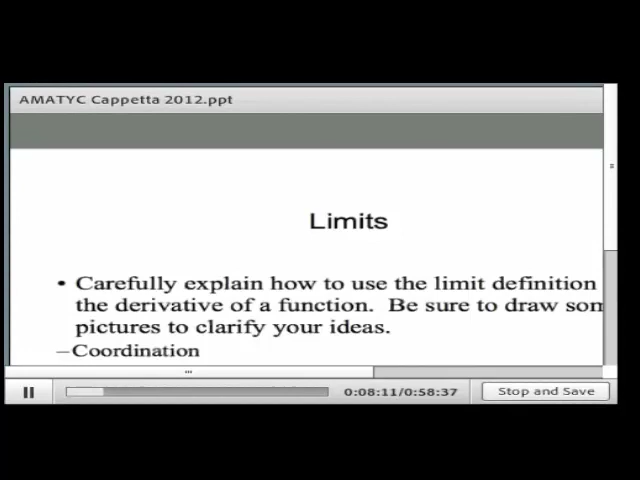 AMATYC Cappetta 2012.ppt
Limits
• Carefully explain how to use the limit definition
the derivative of a function. Be sure to draw som
pictures to clarify your ideas.
–Coordination
0:08:11/0:58:37
Stop and Save